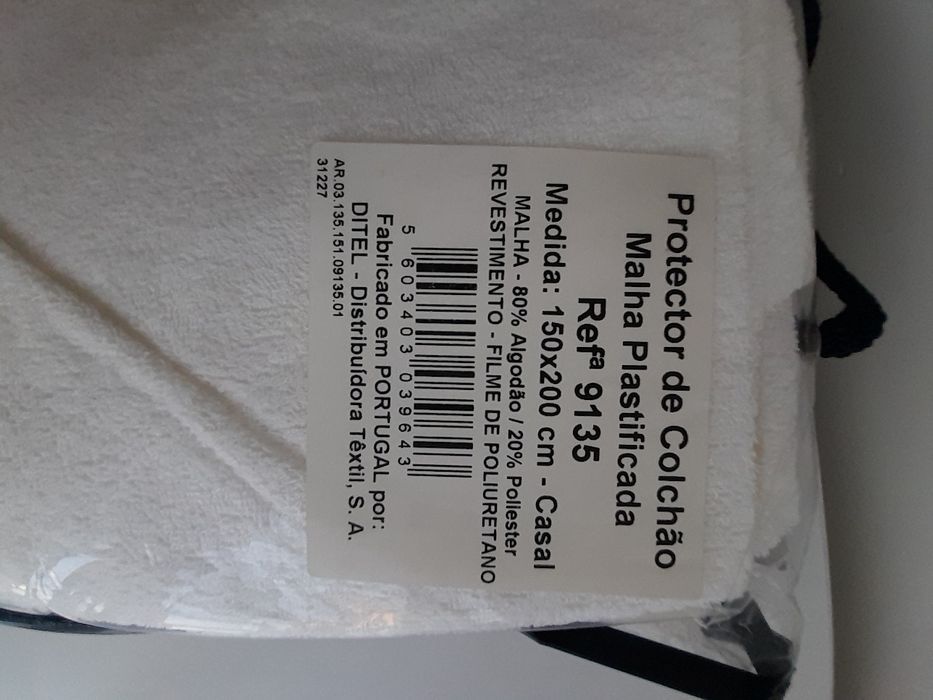 Protector de Colchão
Malha Plastificada
Refª 9135
Medida: 150x200 cm - Casal
MALHA - 80% Algodão / 20% Poliester
REVESTIMENTO - FILME DE POLIURETANO
5 603403 039643
Fabricado em PORTUGAL por:
DITEL - Distribuídora Têxtil, S. A.
AR.03.135.151.09135.01
31227